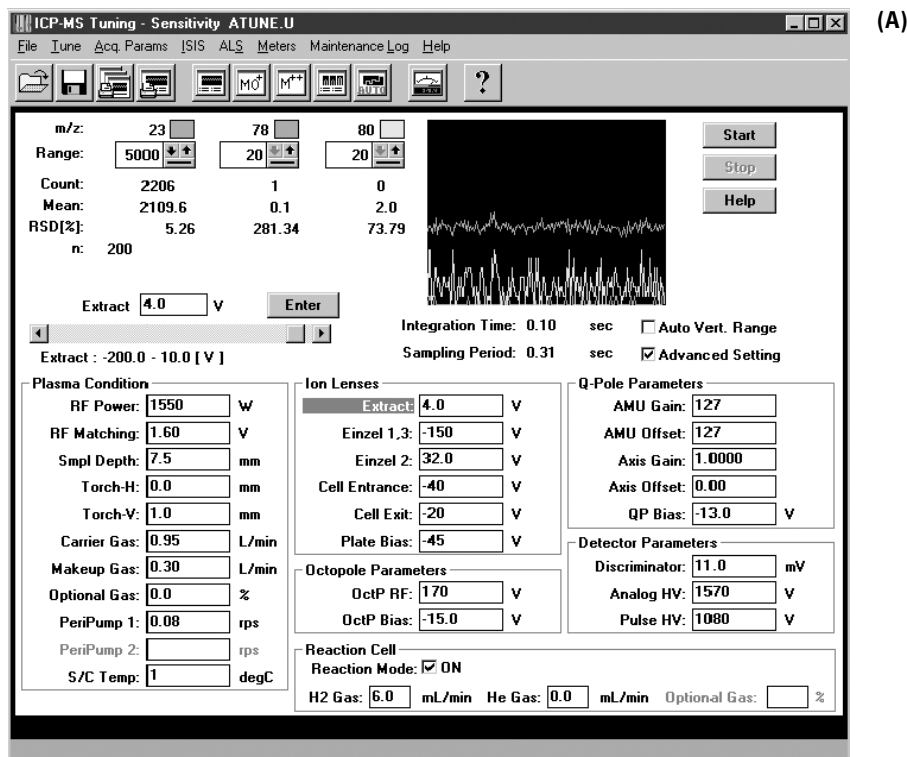 (A)
ICP-MS Tuning - Sensitivity ATUNE.U
File Tune Acq. Params ISIS ALS Meters Maintenance Log Help
MO+ M++ AUTO ?
m/z: 23 78 80
Range: 5000 20 20
Count: 2206 1 0
Mean: 2109.6 0.1 2.0
RSD[%]: 5.26 281.34 73.79
n: 200
Start
Stop
Help
Extract 4.0 V Enter
Extract : -200.0 - 10.0 [ V ]
Integration Time: 0.10 sec Auto Vert. Range
Sampling Period: 0.31 sec Advanced Setting
Plasma Condition
RF Power: 1550 W
RF Matching: 1.60 V
Smpl Depth: 7.5 mm
Torch-H: 0.0 mm
Torch-V: 1.0 mm
Carrier Gas: 0.95 L/min
Makeup Gas: 0.30 L/min
Optional Gas: 0.0 %
PeriPump 1: 0.08 rps
PeriPump 2: rps
S/C Temp: 1 degC
Ion Lenses
Extract: 4.0 V
Einzel 1,3: -150 V
Einzel 2: 32.0 V
Cell Entrance: -40 V
Cell Exit: -20 V
Plate Bias: -45 V
Octopole Parameters
OctP RF: 170 V
OctP Bias: -15.0 V
Q-Pole Parameters
AMU Gain: 127
AMU Offset: 127
Axis Gain: 1.0000
Axis Offset: 0.00
QP Bias: -13.0 V
Detector Parameters
Discriminator: 11.0 mV
Analog HV: 1570 V
Pulse HV: 1080 V
Reaction Cell
Reaction Mode: ON
H2 Gas: 6.0 mL/min He Gas: 0.0 mL/min Optional Gas: %